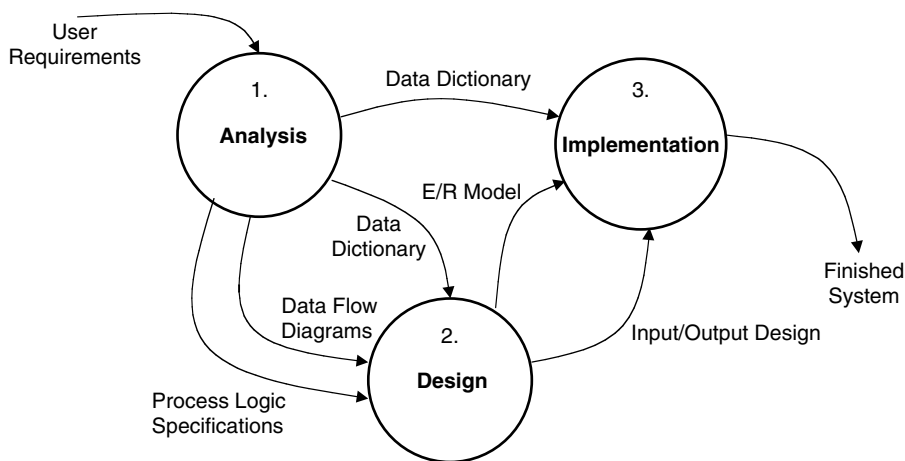 User
Requirements
1.
Analysis
Data Dictionary
3.
Implementation
E/R Model
Data
Dictionary
Finished
System
Data Flow
Diagrams
2.
Design
Input/Output Design
Process Logic
Specifications